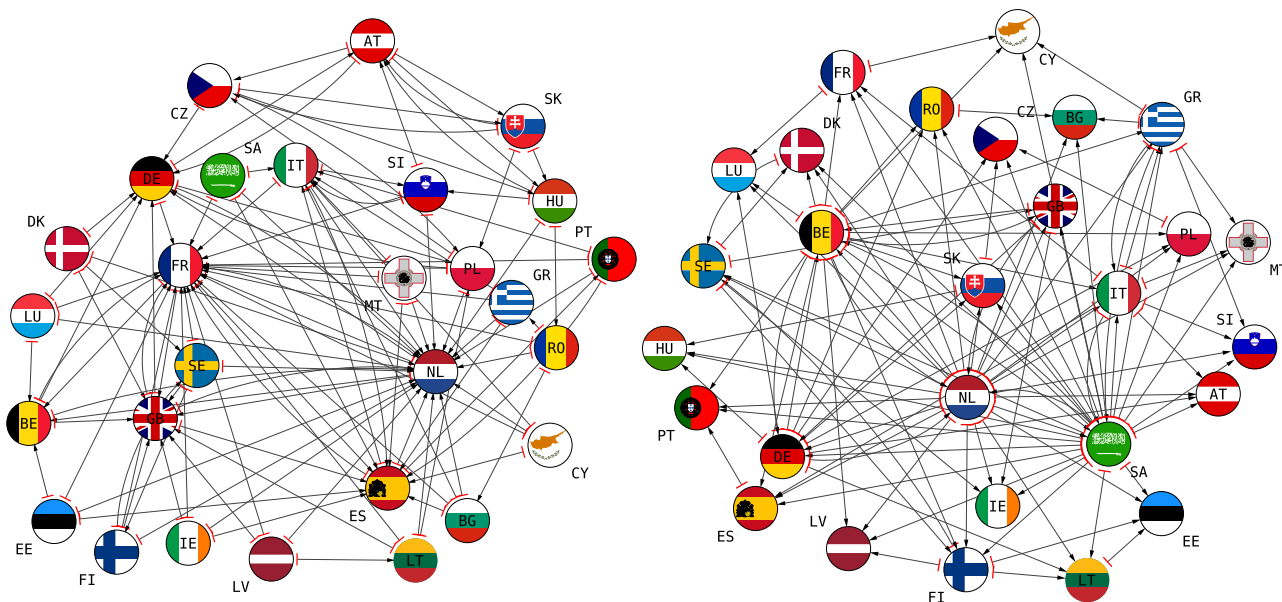 AT
CZ
SK
SA
IT
SI
DE
HU
DK
PT
FR
PL
GR
MT
LU
RO
SE
NL
BE
GB
CY
ES
BG
EE
FI
IE
LV
LT
CY
FR
RO
CZ
BG
GR
DK
LU
GB
BE
PL
MT
SE
SK
IT
SI
HU
NL
AT
PT
DE
SA
ES
IE
LV
EE
FI
LT